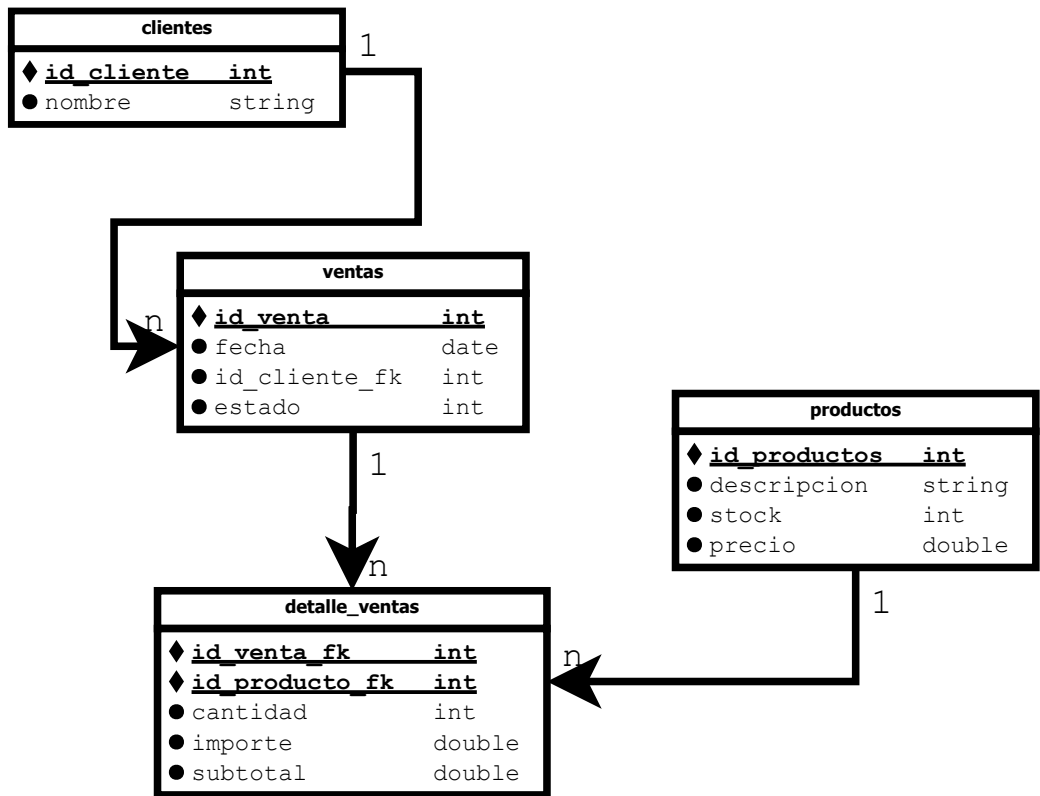 clientes
1
id_cliente int
nombre string
ventas
n
id_venta int
fecha date
id_cliente_fk int
estado int
1
productos
id_productos int
descripcion string
stock int
precio double
1
n
detalle_ventas
id_venta_fk int
n
id_producto_fk int
cantidad int
importe double
subtotal double